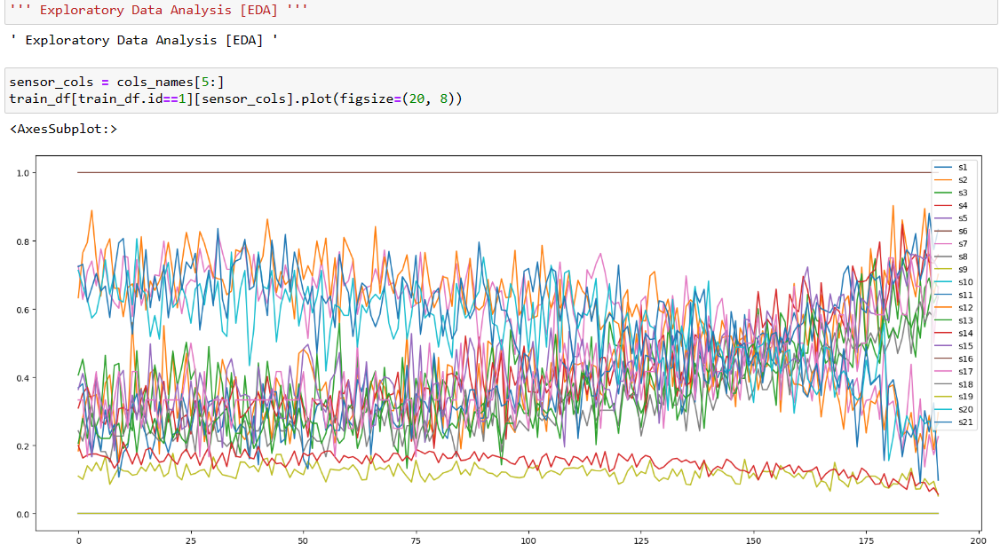 ''' Exploratory Data Analysis [EDA] '''
' Exploratory Data Analysis [EDA] '
sensor_cols = cols_names[5:]
train_df[train_df.id==1][sensor_cols].plot(figsize=(20, 8))
<AxesSubplot:>
1.0
0.8
0.6
0.4
0.2
0.0
0 25 50 75 100 125 150 175 200
s1
s2
s3
s4
s5
s6
s7
s8
s9
s10
s11
s12
s13
s14
s15
s16
s17
s18
s19
s20
s21